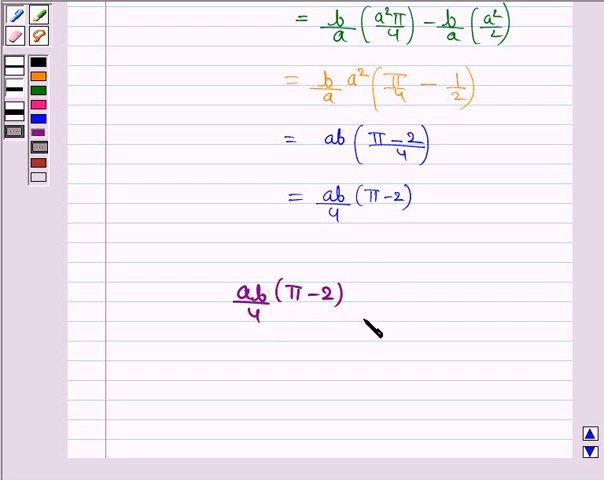 = b/a (a²π/4) − b/a (a²/2)
= b/a a² (π/4 − 1/2)
= ab (π−2/4)
= ab/4 (π−2)
ab/4 (π−2)